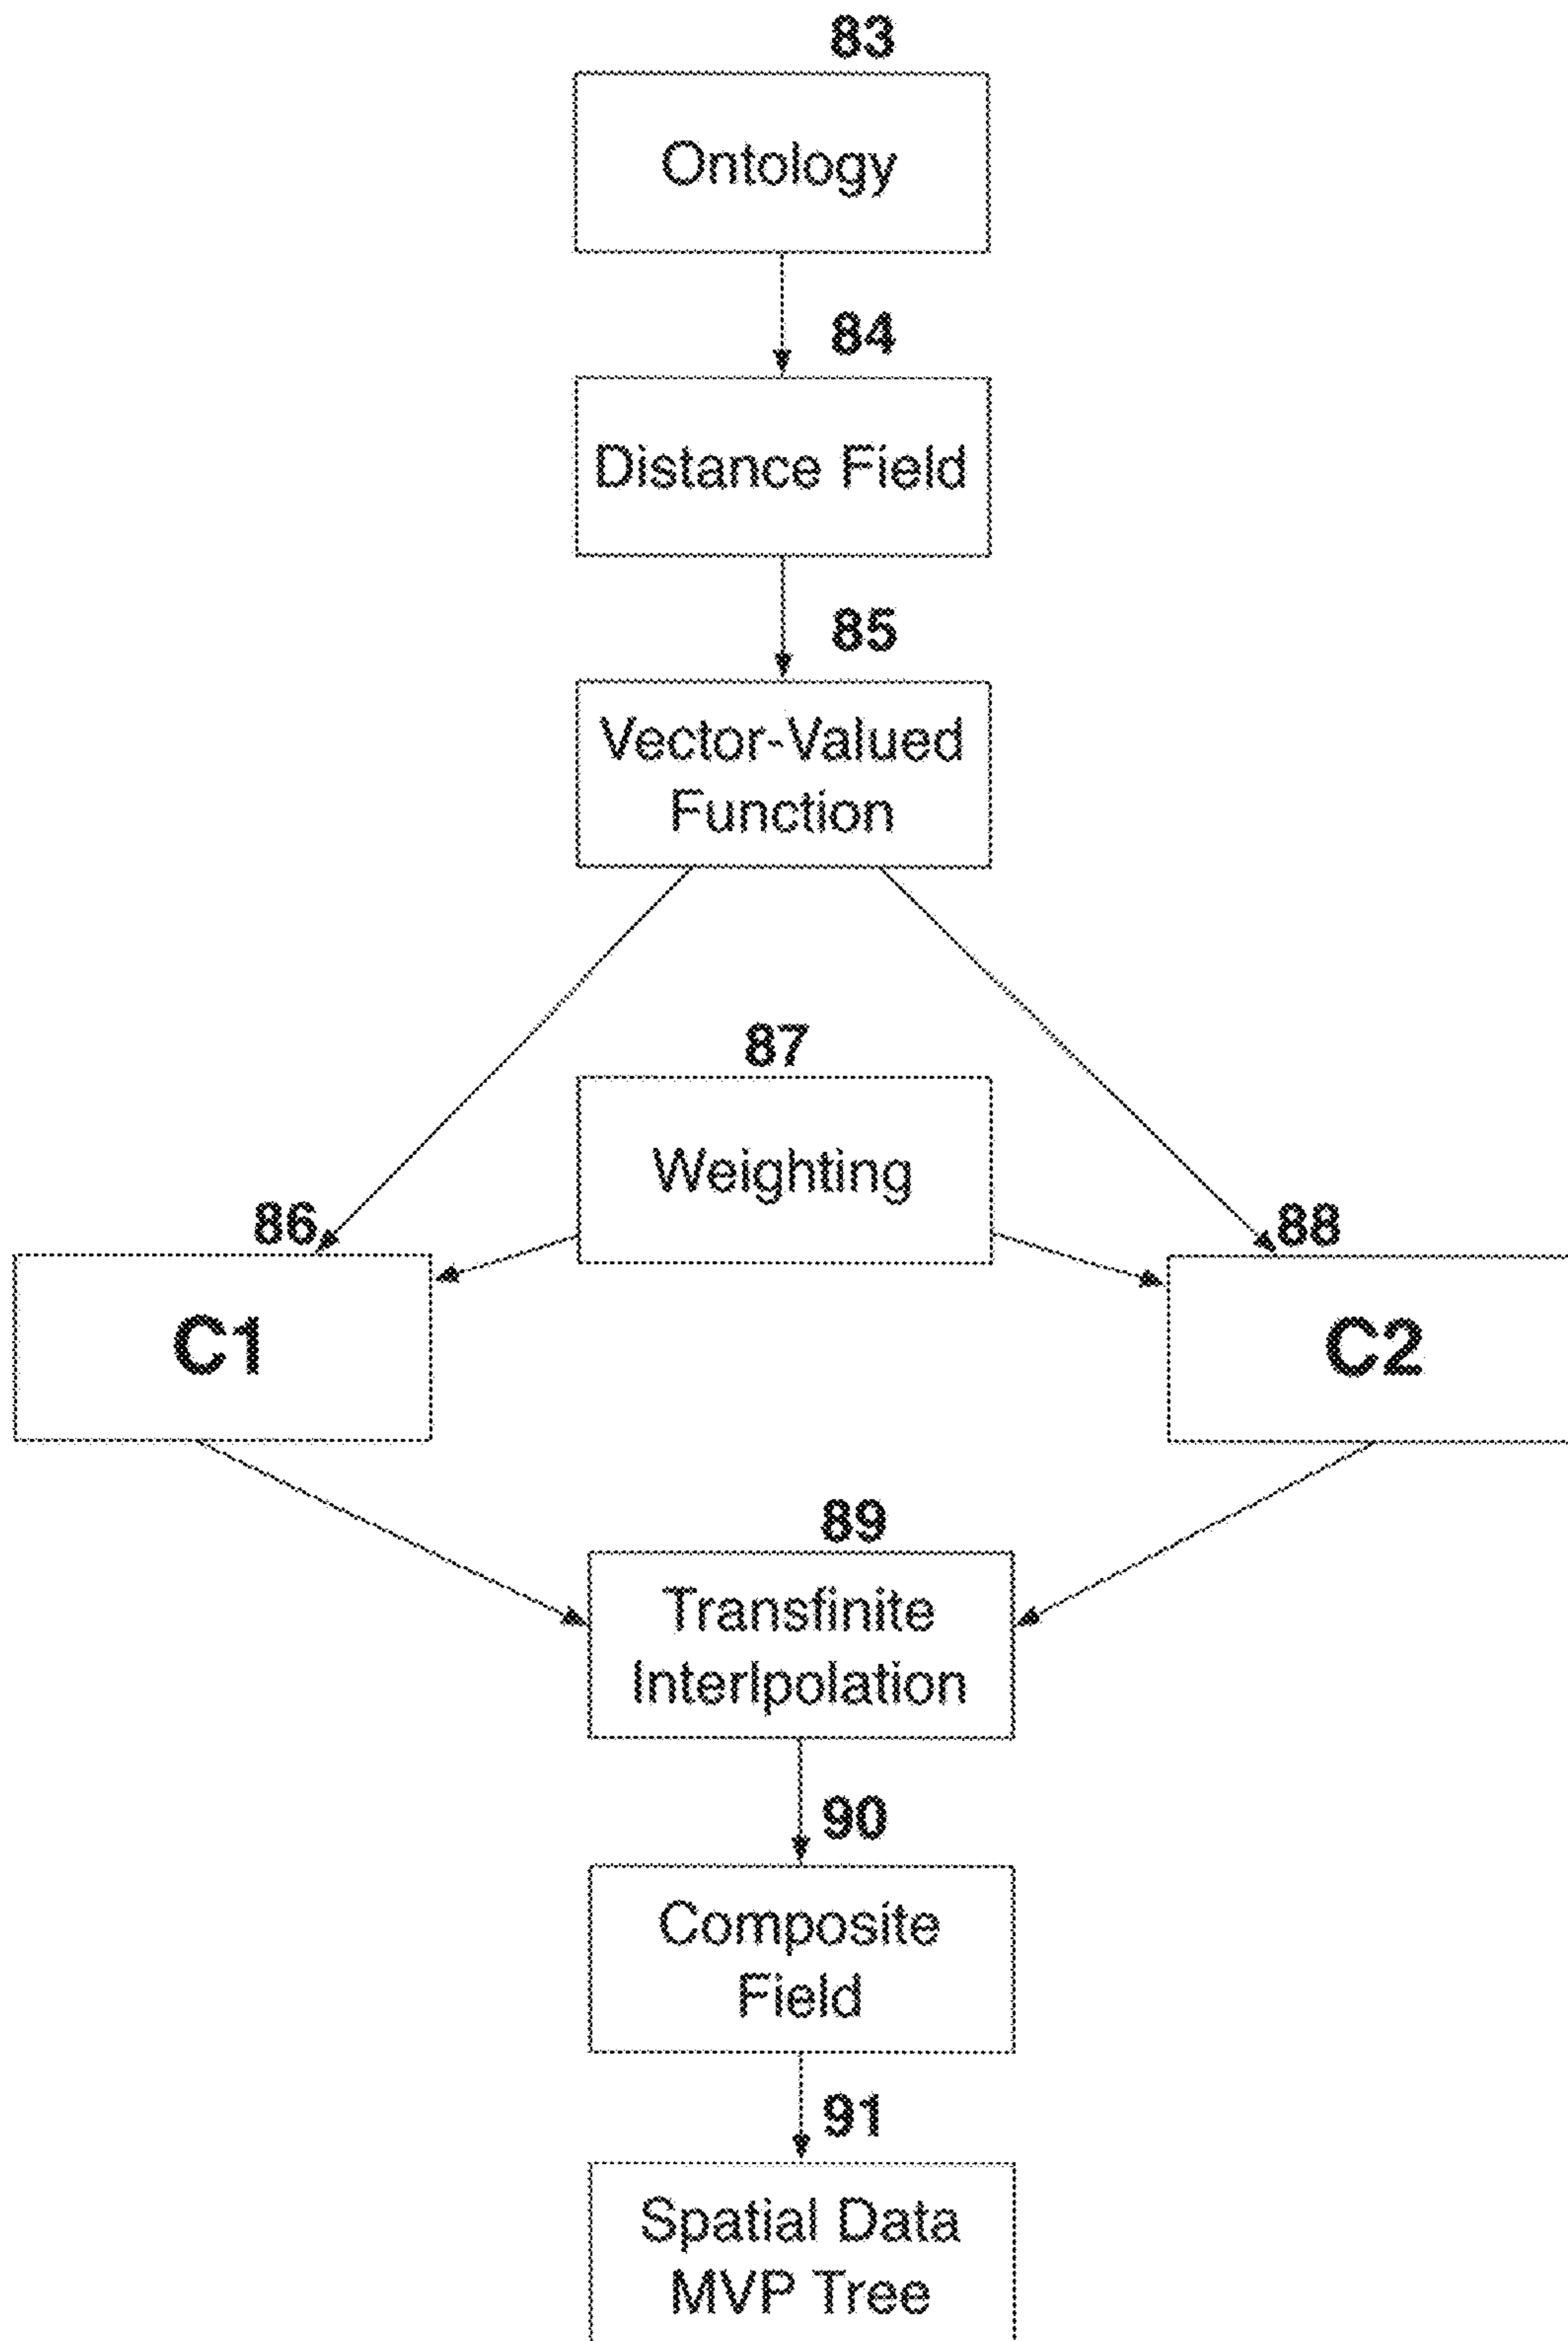 83
Ontology
84
Distance Field
85
Vector-Valued
Function
87
Weighting
86
88
C1
C2
89
Transfinite
Interlpolation
90
Composite
Field
91
Spatial Data
MVP Tree